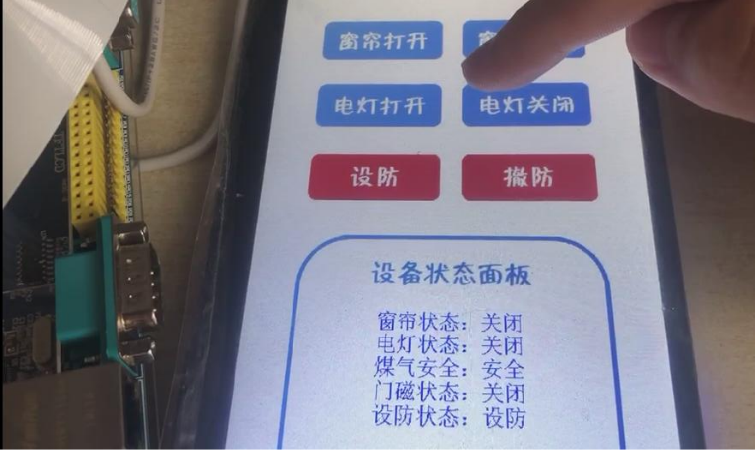 窗帘打开
电灯打开 电灯关闭
设防 撤防
设备状态面板
窗帘状态：关闭
电灯状态：关闭
煤气安全：安全
门磁状态：关闭
设防状态：设防